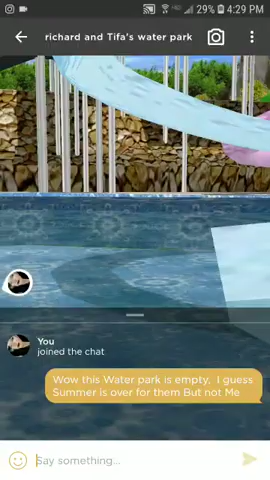 29% 4:29 PM
richard and Tifa's water park
You
joined the chat
Wow this Water park is empty, I guess
Summer is over for them But not Me
Say something...